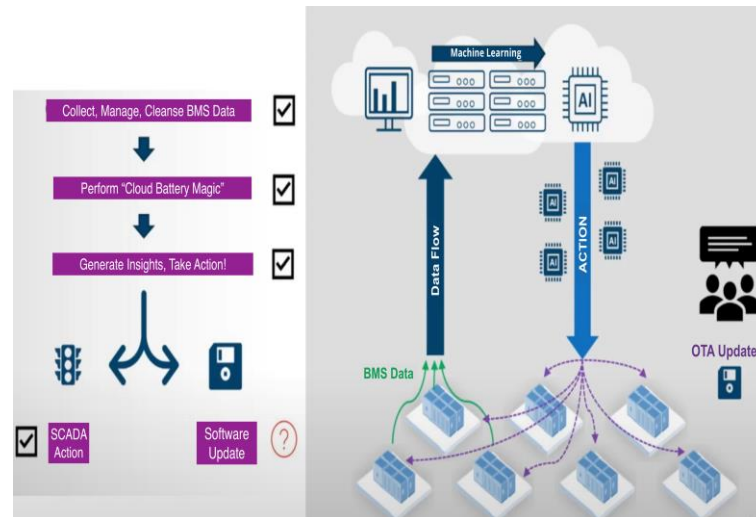 Collect, Manage, Cleanse BMS Data
Perform "Cloud Battery Magic"
Generate Insights, Take Action!
SCADA
Action
Software
Update
?
Machine Learning
AI
AI
AI
AI
AI
Data Flow
ACTION
BMS Data
OTA Update